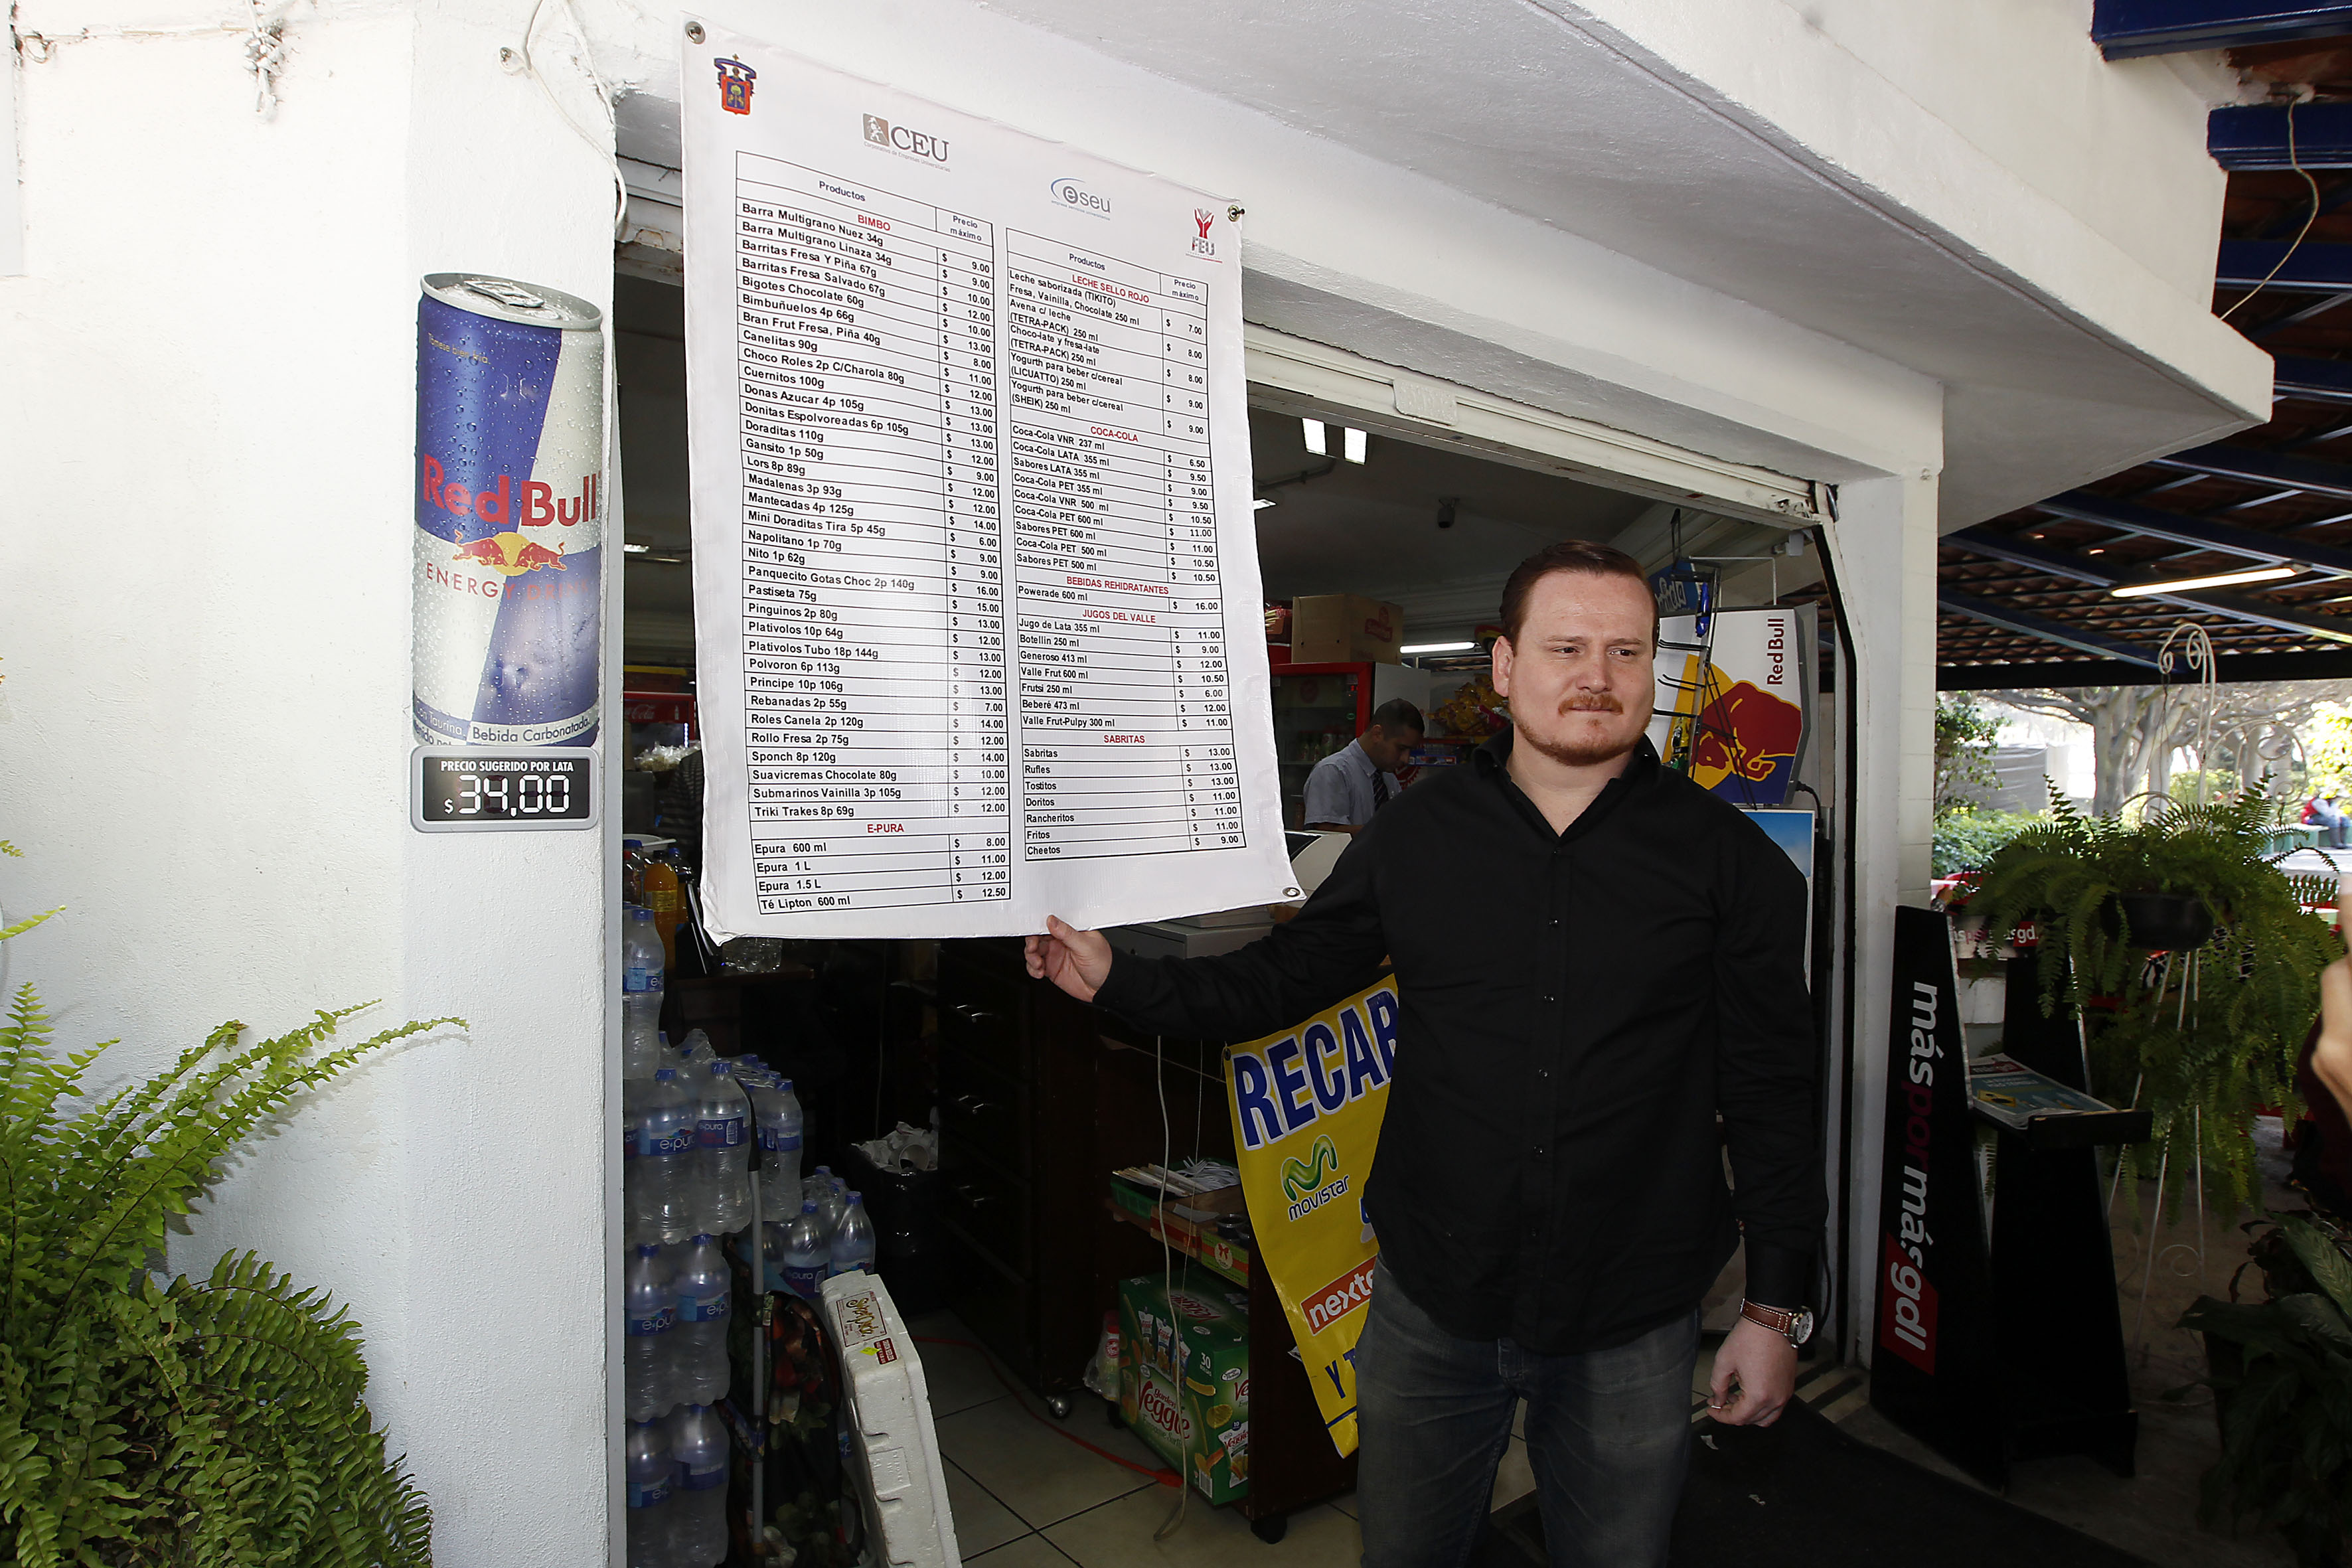 CEU
Corporativo de Empresas Universitarias
eseu
FEU
Productos Precio máximo
BIMBO
Barra Multigrano Nuez 34g $ 9.00
Barra Multigrano Linaza 34g $ 9.00
Barritas Fresa Y Piña 67g $ 10.00
Barritas Fresa Salvado 67g $ 12.00
Bigotes Chocolate 60g $ 10.00
Bimbuñuelos 4p 66g $ 13.00
Bran Frut Fresa, Piña 40g $ 8.00
Canelitas 90g $ 11.00
Choco Roles 2p C/Charola 80g $ 12.00
Cuernitos 100g $ 13.00
Donas Azucar 4p 105g $ 13.00
Donitas Espolvoreadas 6p 105g $ 13.00
Doraditas 110g $ 12.00
Gansito 1p 50g $ 9.00
Lors 8p 89g $ 12.00
Madalenas 3p 93g $ 12.00
Mantecadas 4p 125g $ 14.00
Mini Doraditas Tira 5p 45g $ 6.00
Napolitano 1p 70g $ 9.00
Nito 1p 62g $ 9.00
Panquecito Gotas Choc 2p 140g $ 16.00
Pastiseta 75g $ 15.00
Pinguinos 2p 80g $ 13.00
Plativolos 10p 64g $ 12.00
Plativolos Tubo 18p 144g $ 13.00
Polvoron 6p 113g $ 12.00
Principe 10p 106g $ 13.00
Rebanadas 2p 55g $ 7.00
Roles Canela 2p 120g $ 14.00
Rollo Fresa 2p 75g $ 12.00
Sponch 8p 120g $ 14.00
Suavicremas Chocolate 80g $ 10.00
Submarinos Vainilla 3p 105g $ 12.00
Triki Trakes 8p 69g $ 12.00
E-PURA
Epura 600 ml $ 8.00
Epura 1 L $ 11.00
Epura 1.5 L $ 12.00
Té Lipton 600 ml $ 12.50
Productos Precio máximo
LECHE SELLO ROJO
Leche saborizada (TIKITO)
Fresa, Vainilla, Chocolate 250 ml $ 7.00
Avena c/ leche
(TETRA-PACK) 250 ml $ 8.00
Choco-late y fresa-late
(TETRA-PACK) 250 ml $ 8.00
Yogurth para beber c/cereal
(LICUATTO) 250 ml $ 9.00
Yogurth para beber c/cereal
(SHEIK) 250 ml $ 9.00
COCA-COLA
Coca-Cola VNR 237 ml $ 6.50
Coca-Cola LATA 355 ml $ 9.50
Sabores LATA 355 ml $ 9.00
Coca-Cola PET 355 ml $ 9.50
Coca-Cola VNR 500 ml $ 10.50
Coca-Cola PET 600 ml $ 11.00
Sabores PET 600 ml $ 11.00
Coca-Cola PET 500 ml $ 10.50
Sabores PET 500 ml $ 10.50
BEBIDAS REHIDRATANTES
Powerade 600 ml $ 16.00
JUGOS DEL VALLE
Jugo de Lata 355 ml $ 11.00
Botellin 250 ml $ 9.00
Generoso 413 ml $ 12.00
Valle Frut 600 ml $ 10.50
Frutsi 250 ml $ 6.00
Beberé 473 ml $ 12.00
Valle Frut-Pulpy 300 ml $ 11.00
SABRITAS
Sabritas $ 13.00
Rufles $ 13.00
Tostitos $ 13.00
Doritos $ 11.00
Rancheritos $ 11.00
Fritos $ 11.00
Cheetos $ 9.00
Red Bull
ENERGY DRINK
Bebida Carbonatada
PRECIO SUGERIDO POR LATA
$ 34,00
Red Bull
RECAR
movistar
nexte
Y T
máspormásgdl
epura
epura
epura
Veggie
30